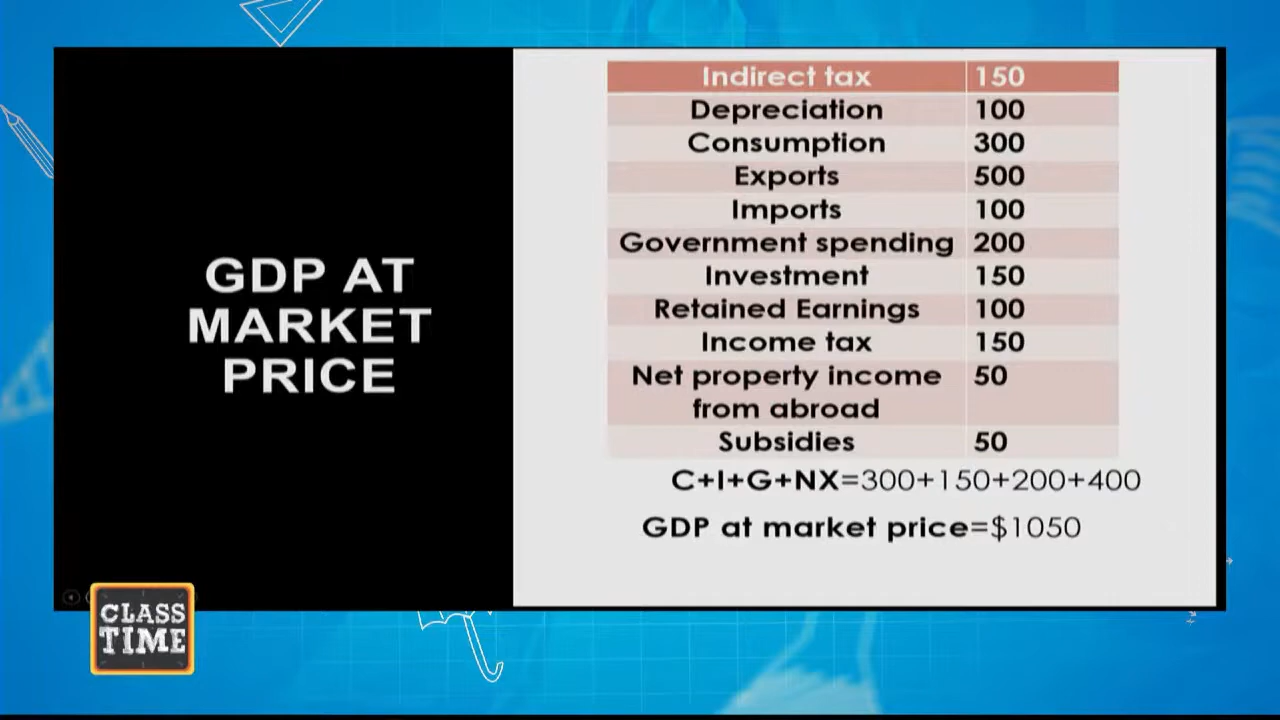 GDP AT
MARKET
PRICE
Indirect tax 150
Depreciation 100
Consumption 300
Exports 500
Imports 100
Government spending 200
Investment 150
Retained Earnings 100
Income tax 150
Net property income 50
from abroad
Subsidies 50
C+I+G+NX=300+150+200+400
GDP at market price=$1050
CLASS
TIME